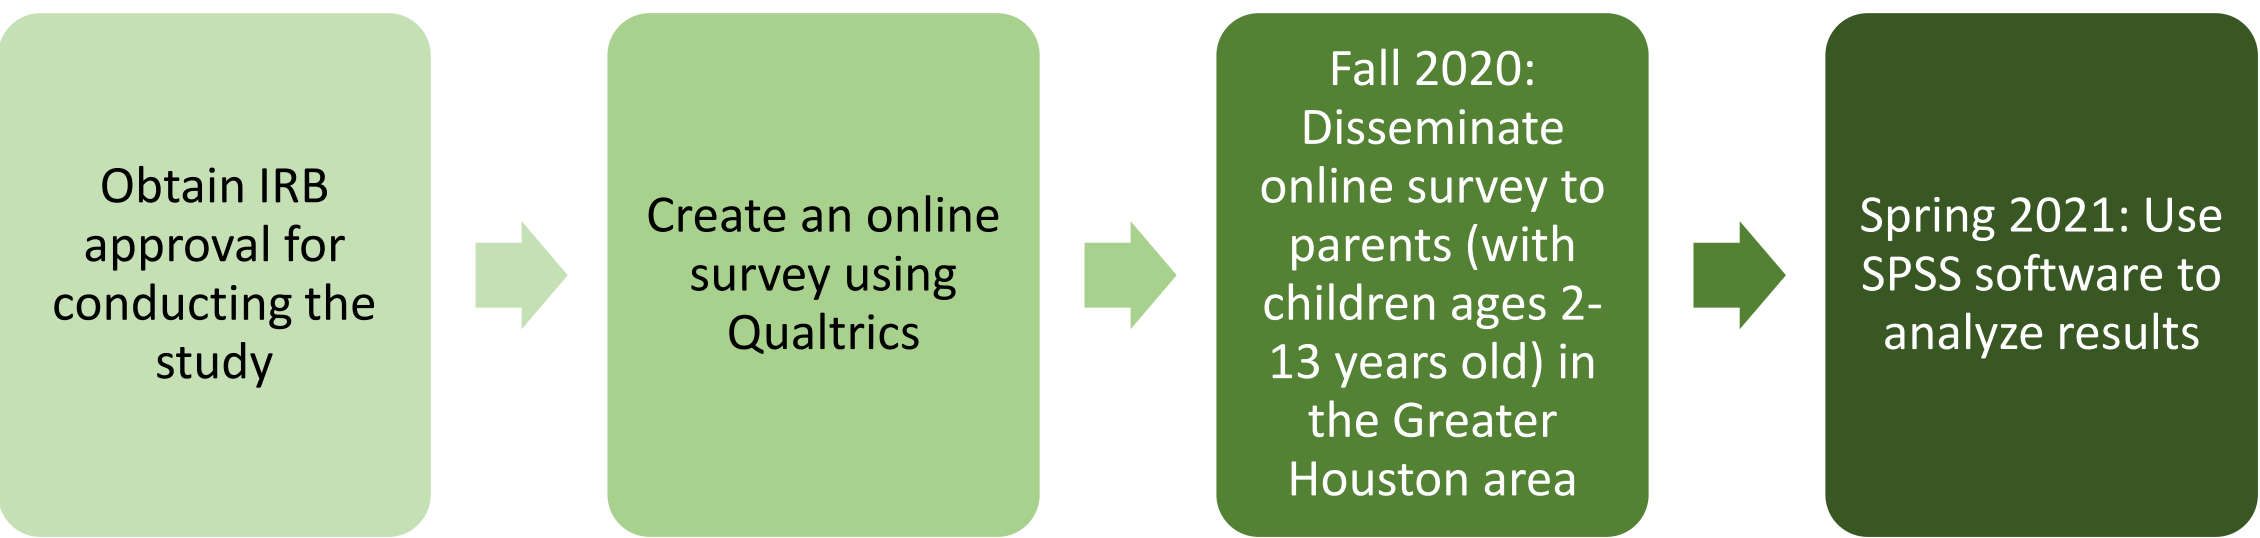 Obtain IRB
approval for
conducting the
study
Create an online
survey using
Qualtrics
Fall 2020:
Disseminate
online survey to
parents (with
children ages 2-
13 years old) in
the Greater
Houston area
Spring 2021: Use
SPSS software to
analyze results